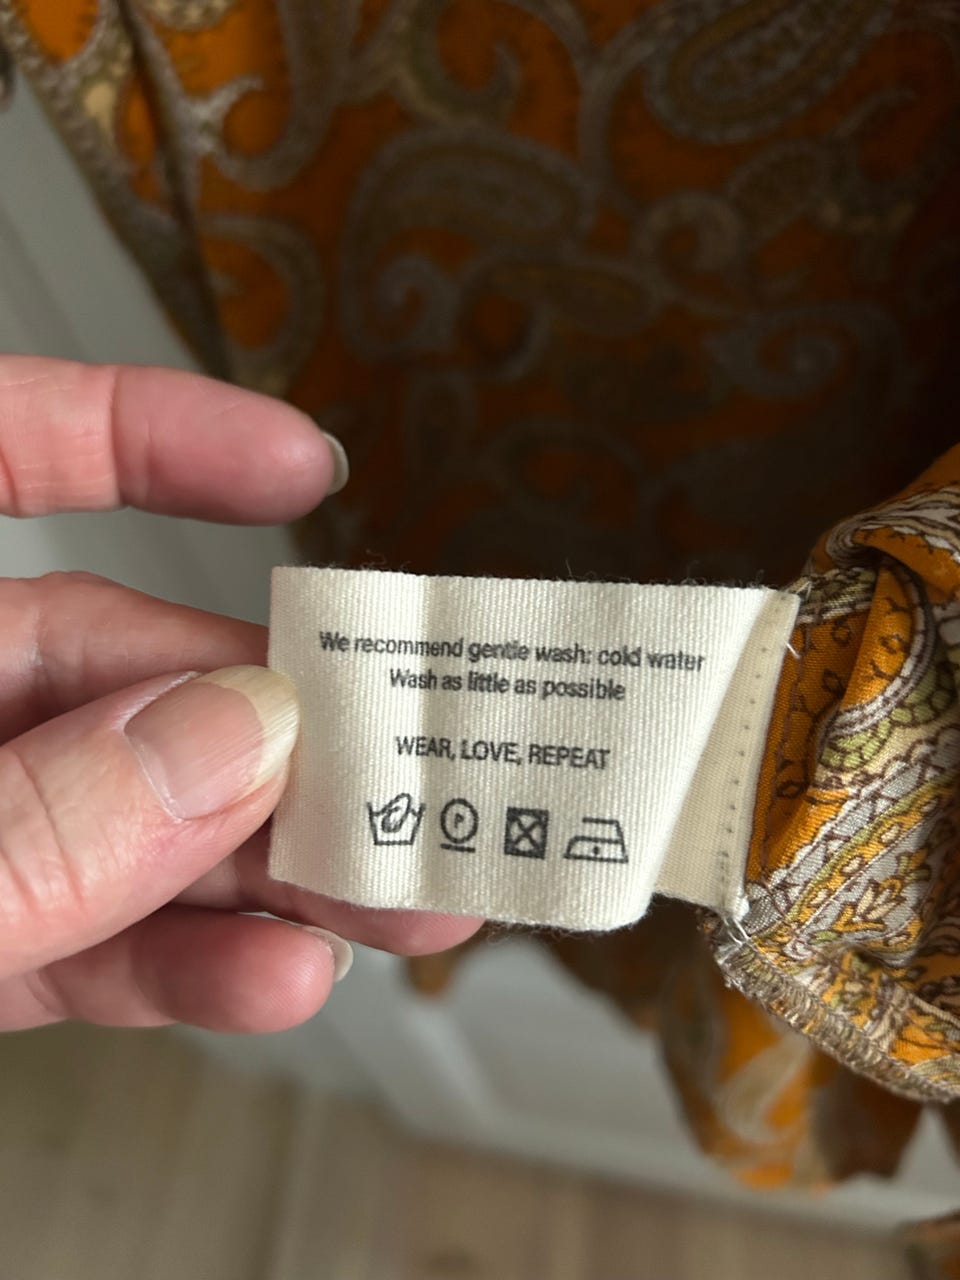 We recommend gentle wash: cold water
Wash as little as possible
WEAR, LOVE, REPEAT
P